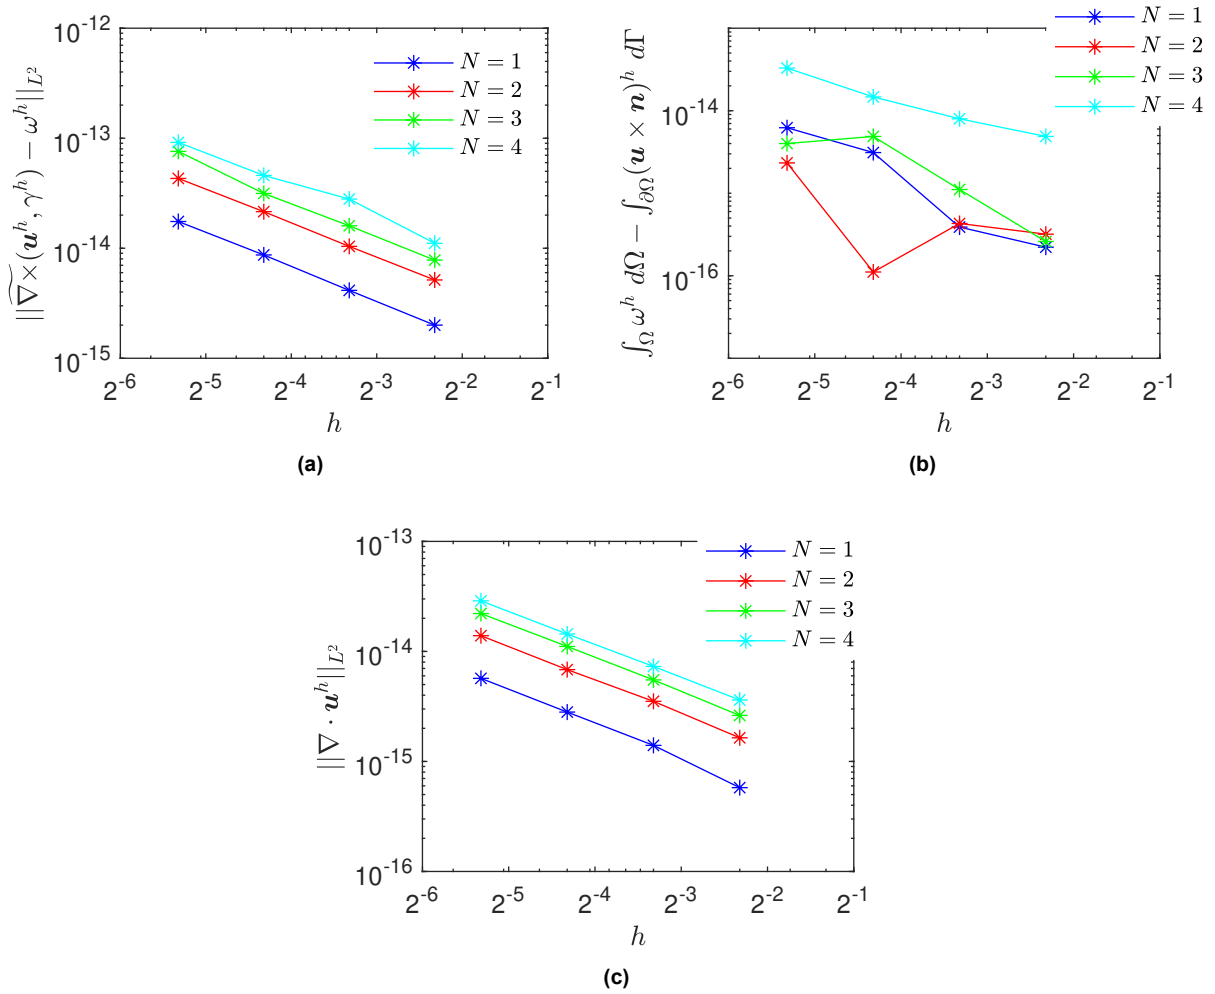 10^-12
10^-13
10^-14
10^-15
||∇̃×(u^h, γ^h) − ω^h||_{L^2}
N = 1
N = 2
N = 3
N = 4
2^-6 2^-5 2^-4 2^-3 2^-2 2^-1
h
(a)
10^-14
10^-16
∫_Ω ω^h dΩ − ∫_∂Ω (u × n)^h dΓ
N = 1
N = 2
N = 3
N = 4
2^-6 2^-5 2^-4 2^-3 2^-2 2^-1
h
(b)
10^-13
10^-14
10^-15
10^-16
||∇ · u^h||_{L^2}
N = 1
N = 2
N = 3
N = 4
2^-6 2^-5 2^-4 2^-3 2^-2 2^-1
h
(c)